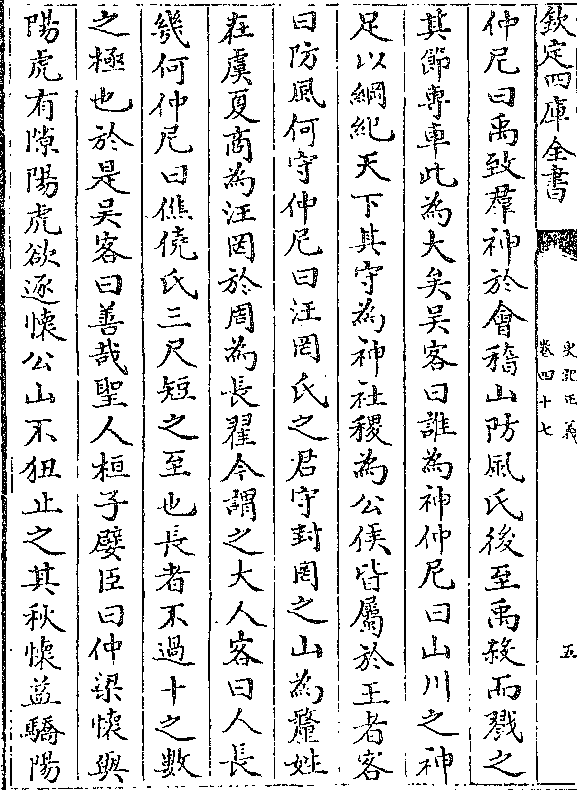 欽定四庫全書
史記正義
卷四十七
五
仲尼曰禹致羣神於會稽山防風氏後至禹殺而戮之
其節專車此為大矣吳客曰誰為神仲尼曰山川之神
足以綱紀天下其守為神社稷為公侯皆屬於王者客
曰防風何守仲尼曰汪罔氏之君守封罔之山為釐姓
在虞夏商為汪罔於周為長翟今謂之大人客曰人長
幾何仲尼曰僬僥氏三尺短之至也長者不過十之數
之極也於是吳客曰善哉聖人桓子嬖臣曰仲梁懷與
陽虎有隙陽虎欲逐懷公山不狃止之其秋懷益驕陽